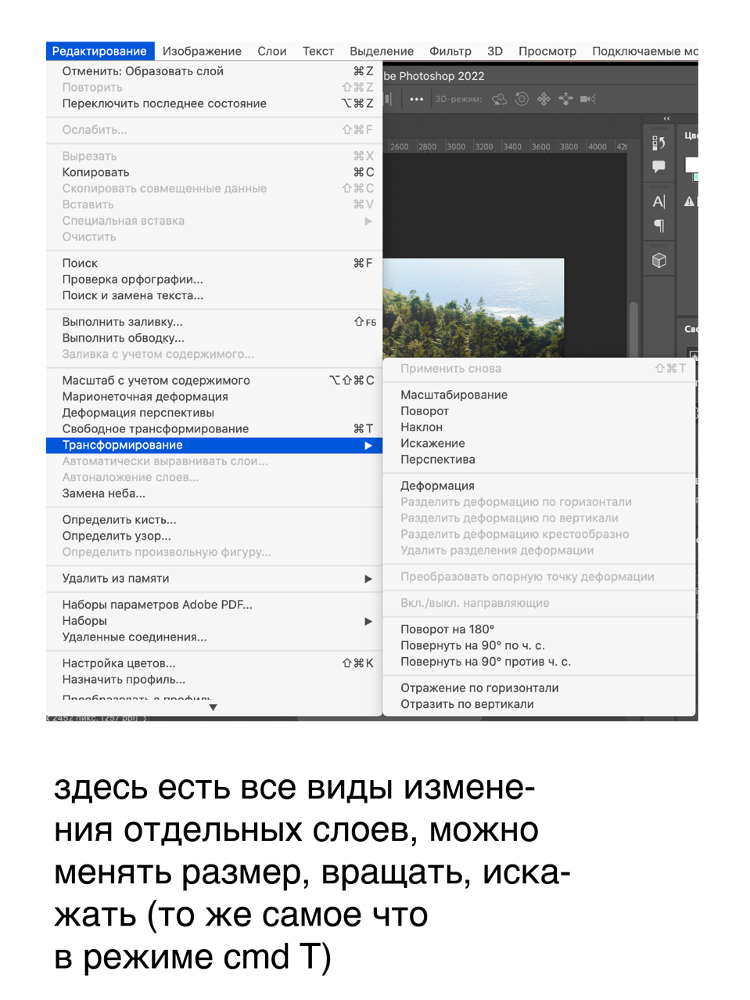 Редактирование Изображение Слои Текст Выделение Фильтр 3D Просмотр Подключаемые
Отменить: Образовать слой ⌘Z
be Photoshop 2022
Повторить ⇧⌘Z
Переключить последнее состояние ⌥⌘Z
3D-режим:
Ослабить... ⇧⌘F
Вырезать ⌘X
2600 2800 3000 3200 3400 3600 3800 4000 42
Копировать ⌘C
Скопировать совмещенные данные ⇧⌘C
Вставить ⌘V
Специальная вставка
Очистить
Поиск ⌘F
Проверка орфографии...
Поиск и замена текста...
Выполнить заливку... ⇧F5
Выполнить обводку...
Заливка с учетом содержимого...
Масштаб с учетом содержимого ⌥⇧⌘C
Марионеточная деформация
Деформация перспективы
Свободное трансформирование ⌘T
Трансформирование
Автоматически выравнивать слои...
Автоналожение слоев...
Замена неба...
Определить кисть...
Определить узор...
Определить произвольную фигуру...
Удалить из памяти
Наборы параметров Adobe PDF...
Наборы
Удаленные соединения...
Настройка цветов... ⇧⌘K
Назначить профиль...
Преобразовать в профиль
x 2452 пикс. (257 ppi)
Применить снова ⇧⌘T
Масштабирование
Поворот
Наклон
Искажение
Перспектива
Деформация
Разделить деформацию по горизонтали
Разделить деформацию по вертикали
Разделить деформацию крестообразно
Удалить разделения деформации
Преобразовать опорную точку деформации
Вкл./выкл. направляющие
Поворот на 180°
Повернуть на 90° по ч. с.
Повернуть на 90° против ч. с.
Отражение по горизонтали
Отразить по вертикали
здесь есть все виды измене-
ния отдельных слоев, можно
менять размер, вращать, иска-
жать (то же самое что
в режиме cmd T)